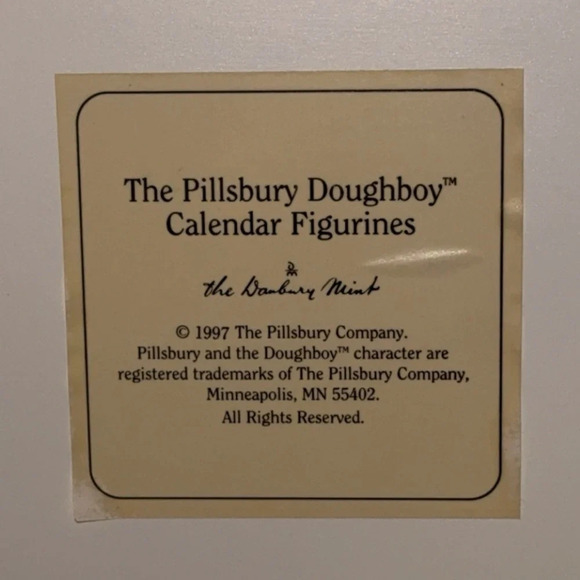 The Pillsbury Doughboy™
Calendar Figurines
DM
the Danbury Mint
© 1997 The Pillsbury Company.
Pillsbury and the Doughboy™ character are
registered trademarks of The Pillsbury Company,
Minneapolis, MN 55402.
All Rights Reserved.